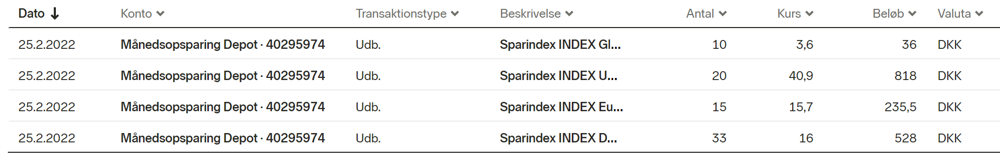 Dato Konto Transaktionstype Beskrivelse Antal Kurs Beløb Valuta
25.2.2022 Månedsopsparing Depot · 40295974 Udb. Sparindex INDEX Gl... 10 3,6 36 DKK
25.2.2022 Månedsopsparing Depot · 40295974 Udb. Sparindex INDEX U... 20 40,9 818 DKK
25.2.2022 Månedsopsparing Depot · 40295974 Udb. Sparindex INDEX Eu... 15 15,7 235,5 DKK
25.2.2022 Månedsopsparing Depot · 40295974 Udb. Sparindex INDEX D... 33 16 528 DKK